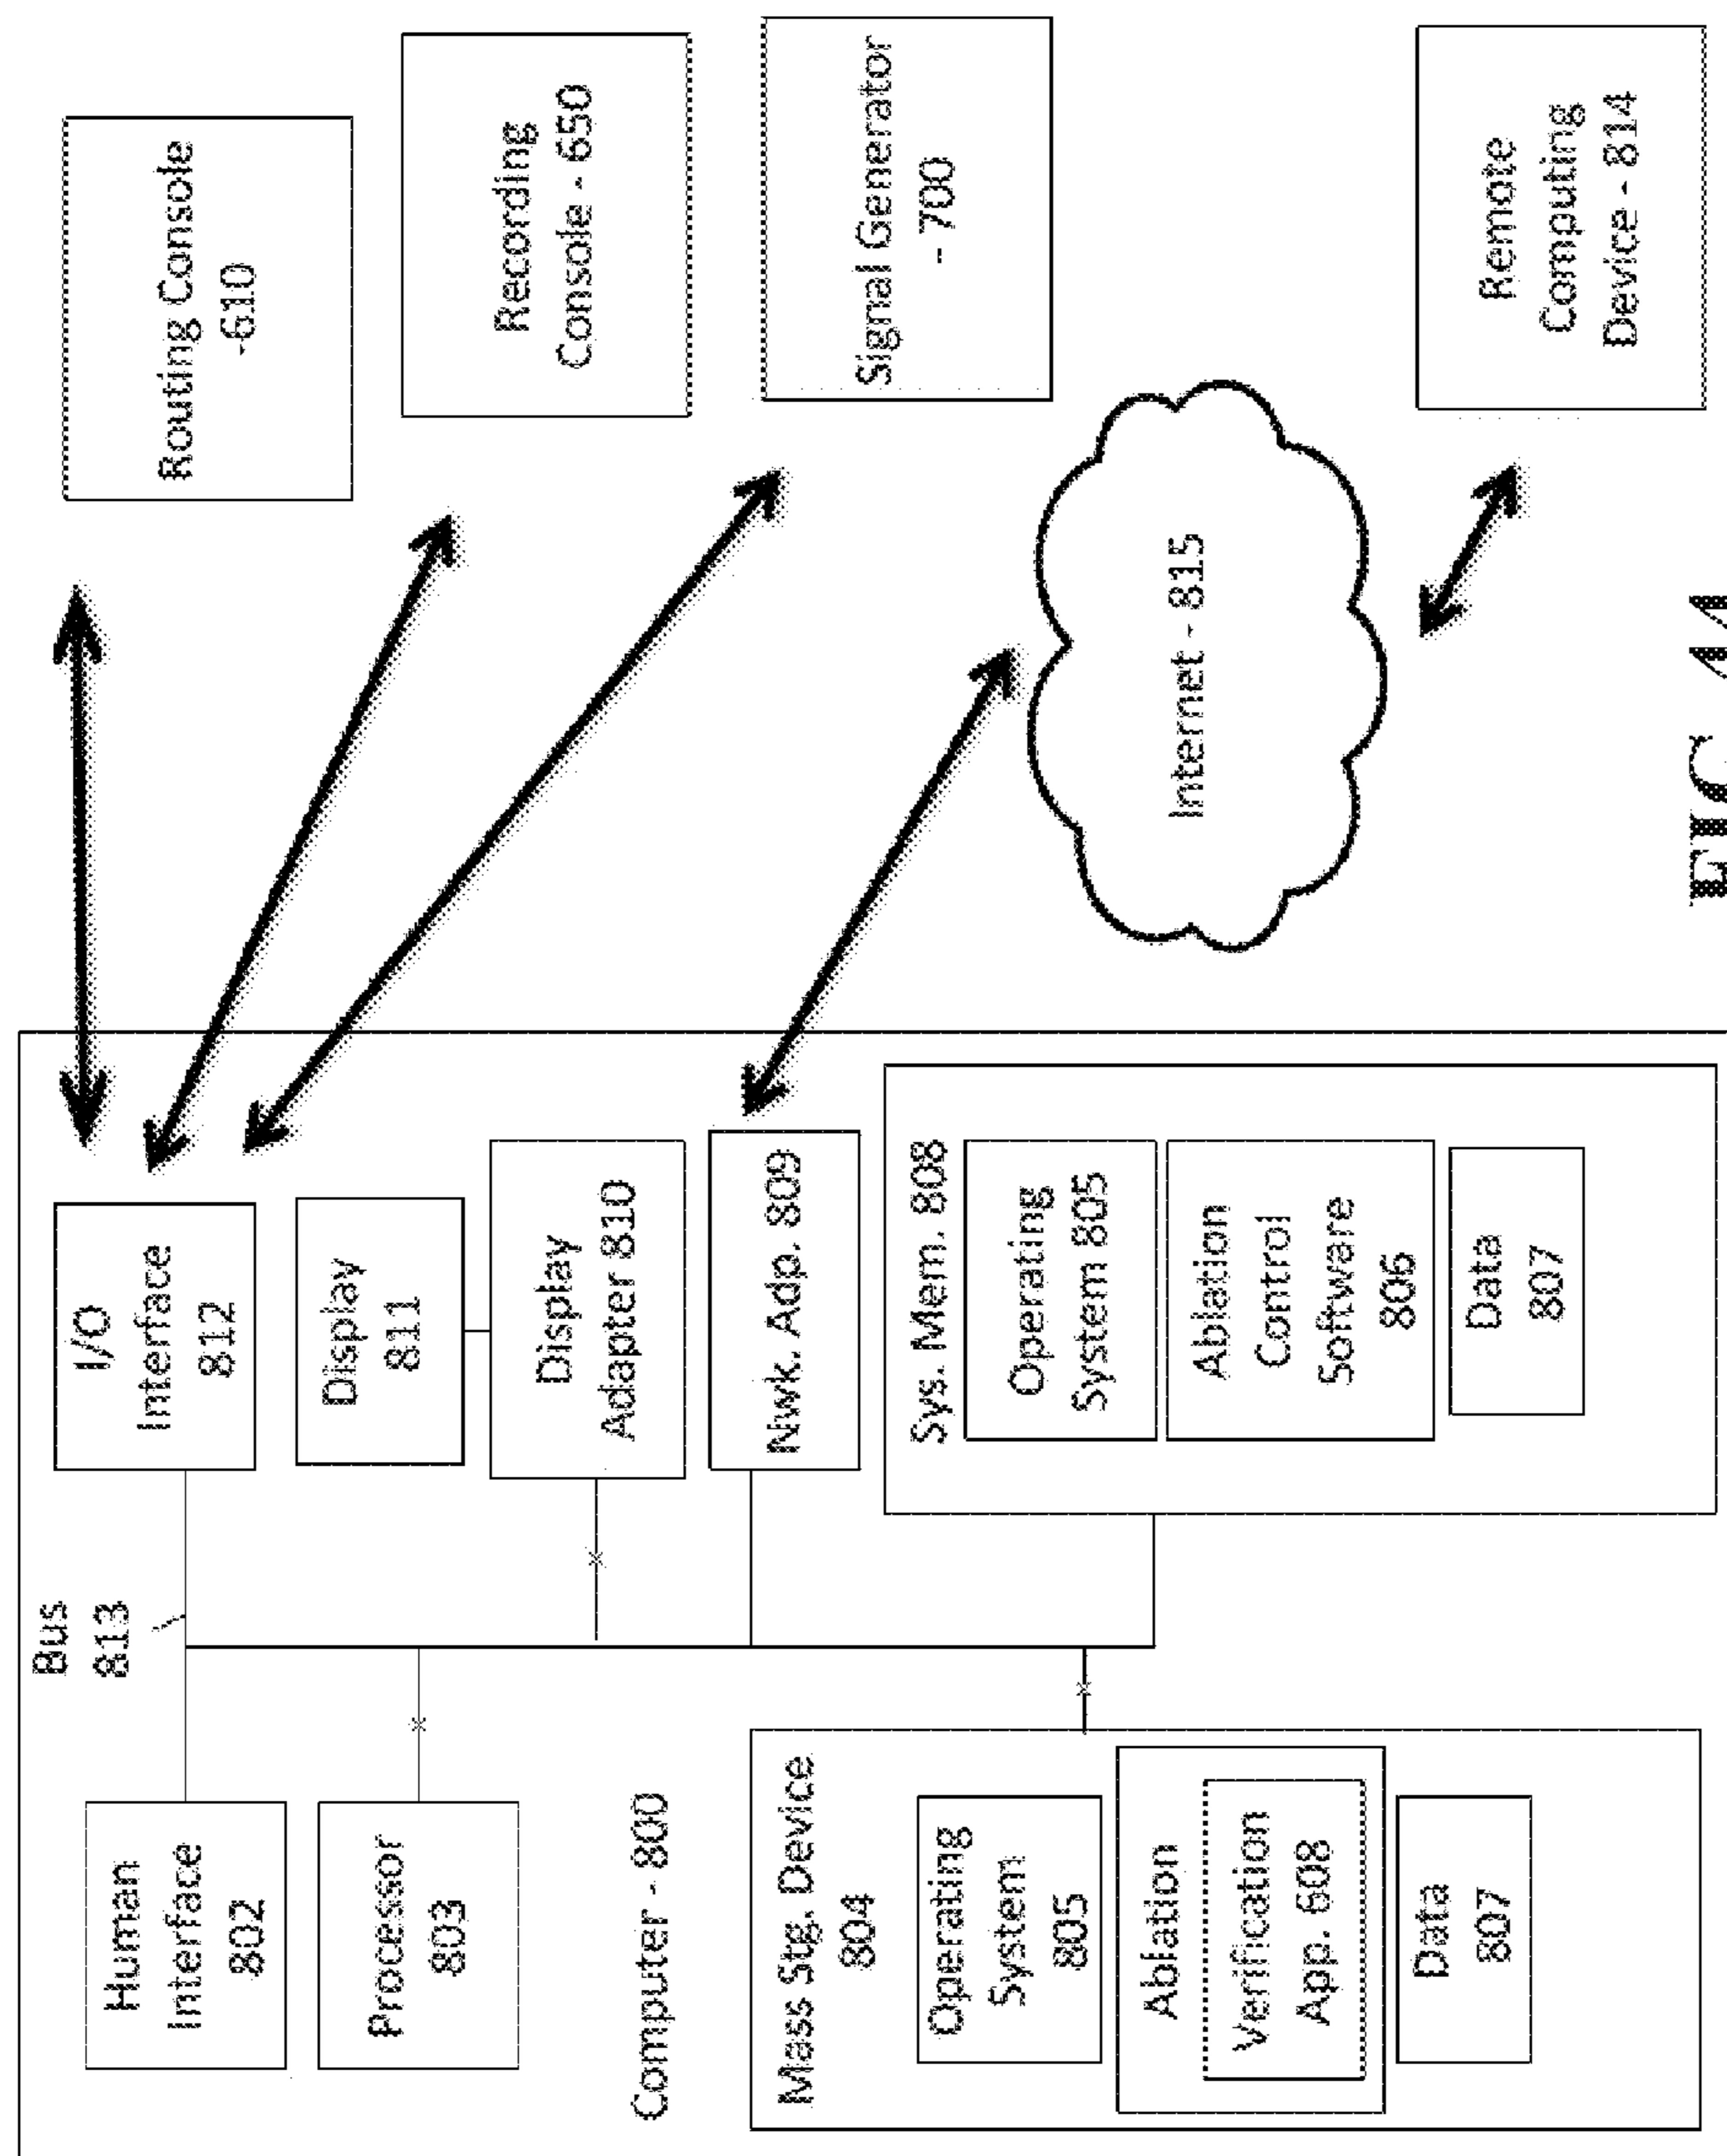 Bus
813
Human
Interface
802
I/O
Interface
812
Routing Console
-610
Processor
803
Display
811
Recording
Console - 650
Display
Adapter 810
Computer - 800
Nwk. Adp. 809
Signal Generator
- 700
Mass Stg. Device
804
Operating
System
805
Ablation
Verification
App. 608
Data
807
Sys. Mem. 808
Operating
System 805
Ablation
Control
Software
806
Data
807
Internet - 815
Remote
Computing
Device - 814